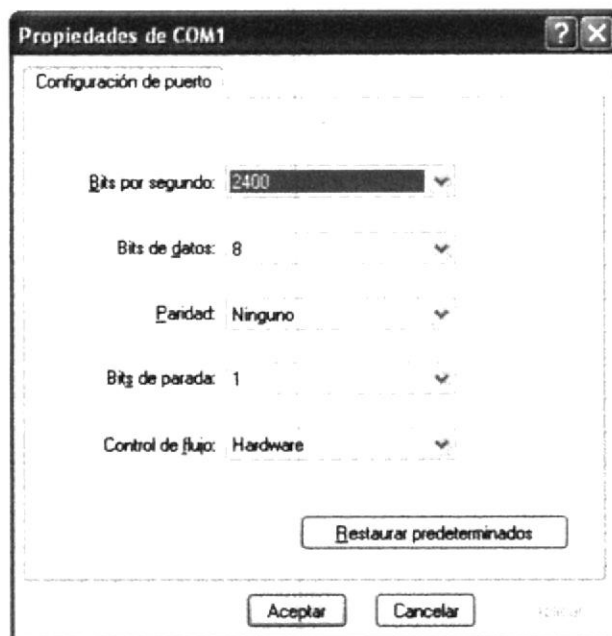 Propiedades de COM1
Configuración de puerto
Bits por segundo: 2400
Bits de datos: 8
Paridad: Ninguno
Bits de parada: 1
Control de flujo: Hardware
Restaurar predeterminados
Aceptar Cancelar